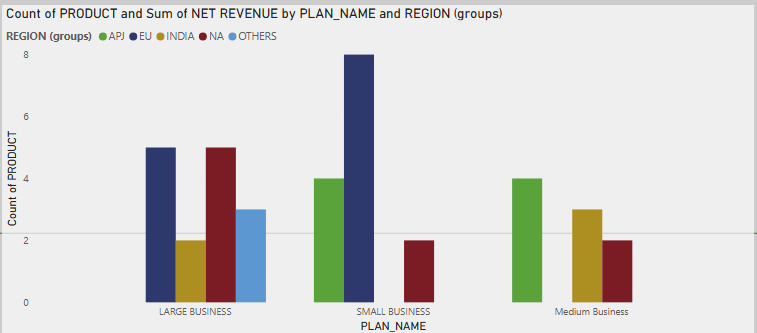 Count of PRODUCT and Sum of NET REVENUE by PLAN_NAME and REGION (groups)
REGION (groups) APJ EU INDIA NA OTHERS
8
6
4
2
0
Count of PRODUCT
LARGE BUSINESS SMALL BUSINESS Medium Business
PLAN_NAME